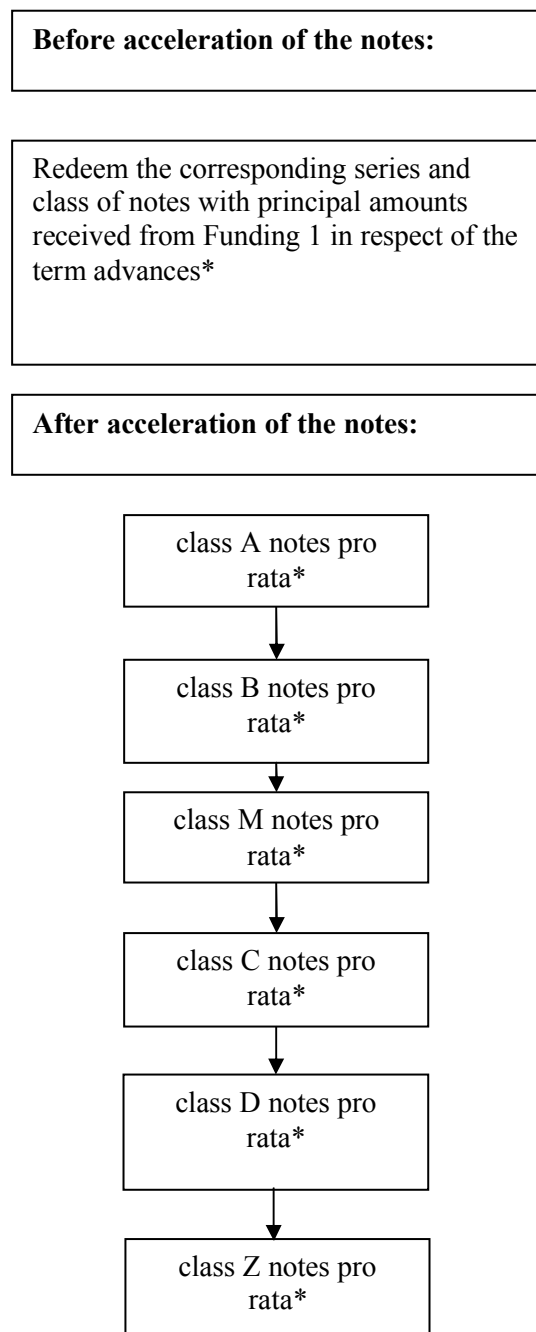 Before acceleration of the notes:
Redeem the corresponding series and
class of notes with principal amounts
received from Funding 1 in respect of the
term advances*
After acceleration of the notes:
class A notes pro
rata*
class B notes pro
rata*
class M notes pro
rata*
class C notes pro
rata*
class D notes pro
rata*
class Z notes pro
rata*